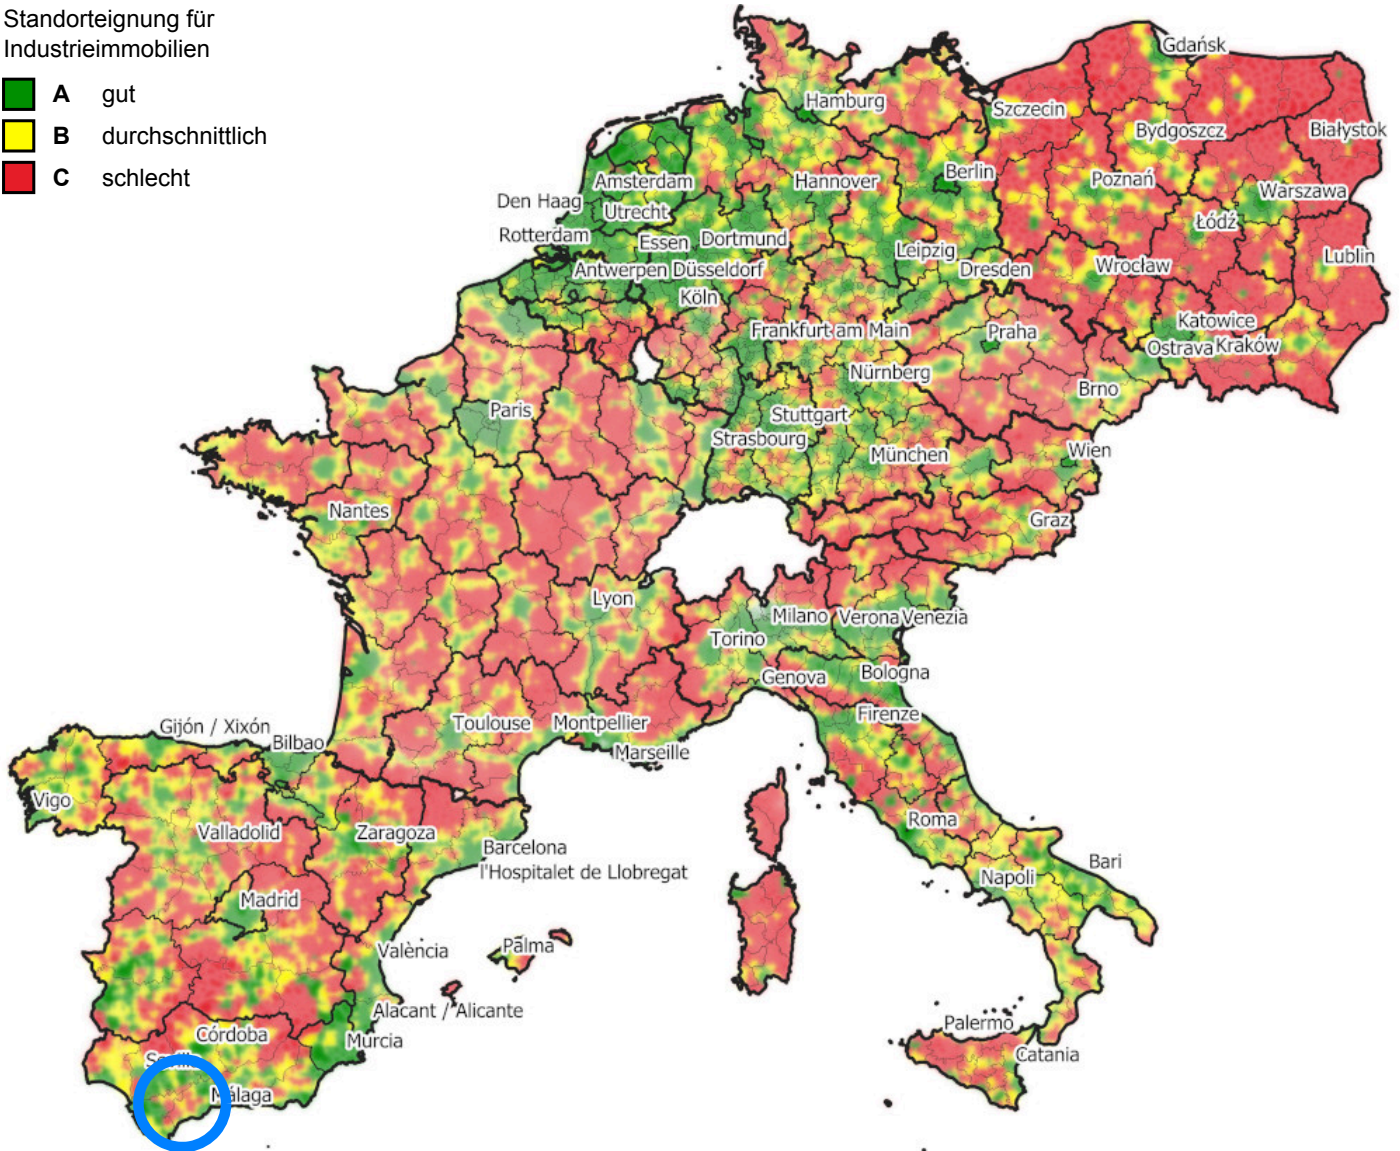 Standorteignung für
Industrieimmobilien
A gut
B durchschnittlich
C schlecht
Gdańsk
Hamburg
Szczecin
Bydgoszcz
Białystok
Berlin
Amsterdam
Hannover
Poznań
Warszawa
Den Haag
Utrecht
Łódź
Rotterdam
Essen
Dortmund
Leipzig
Lublin
Antwerpen
Düsseldorf
Dresden
Wrocław
Köln
Frankfurt am Main
Praha
Katowice
Ostrava
Kraków
Nürnberg
Brno
Paris
Stuttgart
Strasbourg
München
Wien
Nantes
Graz
Lyon
Milano
Verona
Venezia
Torino
Genova
Bologna
Gijón / Xixón
Bilbao
Toulouse
Montpellier
Firenze
Marseille
Vigo
Valladolid
Zaragoza
Roma
Barcelona
l'Hospitalet de Llobregat
Bari
Napoli
Madrid
València
Palma
Alacant / Alicante
Córdoba
Murcia
Palermo
Catania
Málaga